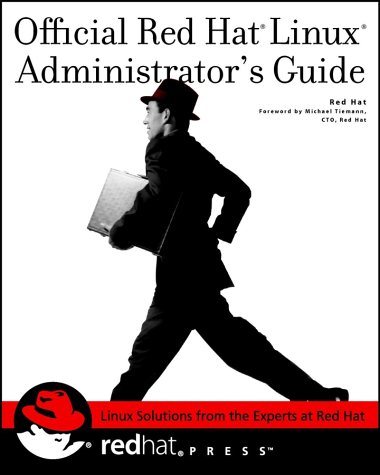 Official Red Hat® Linux®
Administrator's Guide
Red Hat
Foreword by Michael Tiemann,
CTO, Red Hat
Linux Solutions from the Experts at Red Hat
® redhat® PRESS™